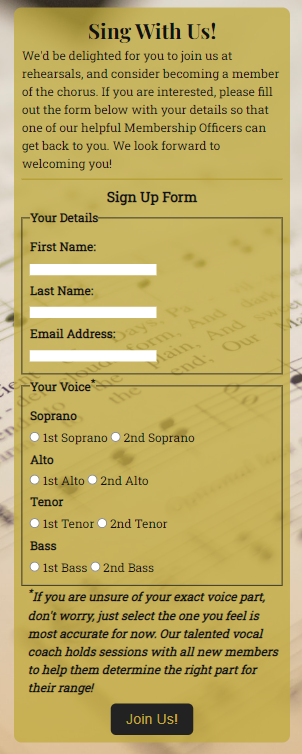 Sing With Us!
We'd be delighted for you to join us at
rehearsals, and consider becoming a member
of the chorus. If you are interested, please fill
out the form below with your details so that
one of our helpful Membership Officers can
get back to you. We look forward to
welcoming you!
Sign Up Form
Your Details
First Name:
Last Name:
Email Address:
Your Voice*
Soprano
1st Soprano 2nd Soprano
Alto
1st Alto 2nd Alto
Tenor
1st Tenor 2nd Tenor
Bass
1st Bass 2nd Bass
*If you are unsure of your exact voice part,
don't worry, just select the one you feel is
most accurate for now. Our talented vocal
coach holds sessions with all new members
to help them determine the right part for
their range!
Join Us!